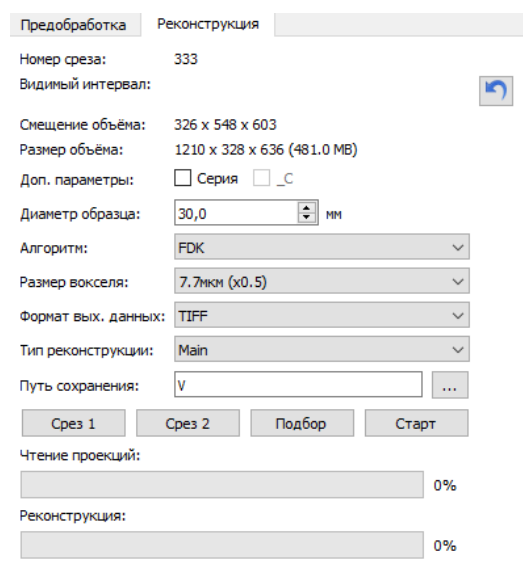 Предобработка Реконструкция
Номер среза: 333
Видимый интервал:
Смещение объёма: 326 x 548 x 603
Размер объёма: 1210 x 328 x 636 (481.0 MB)
Доп. параметры: Серия _C
Диаметр образца: 30,0 мм
Алгоритм: FDK
Размер вокселя: 7.7мкм (x0.5)
Формат вых. данных: TIFF
Тип реконструкции: Main
Путь сохранения: V ...
Срез 1 Срез 2 Подбор Старт
Чтение проекций:
0%
Реконструкция:
0%